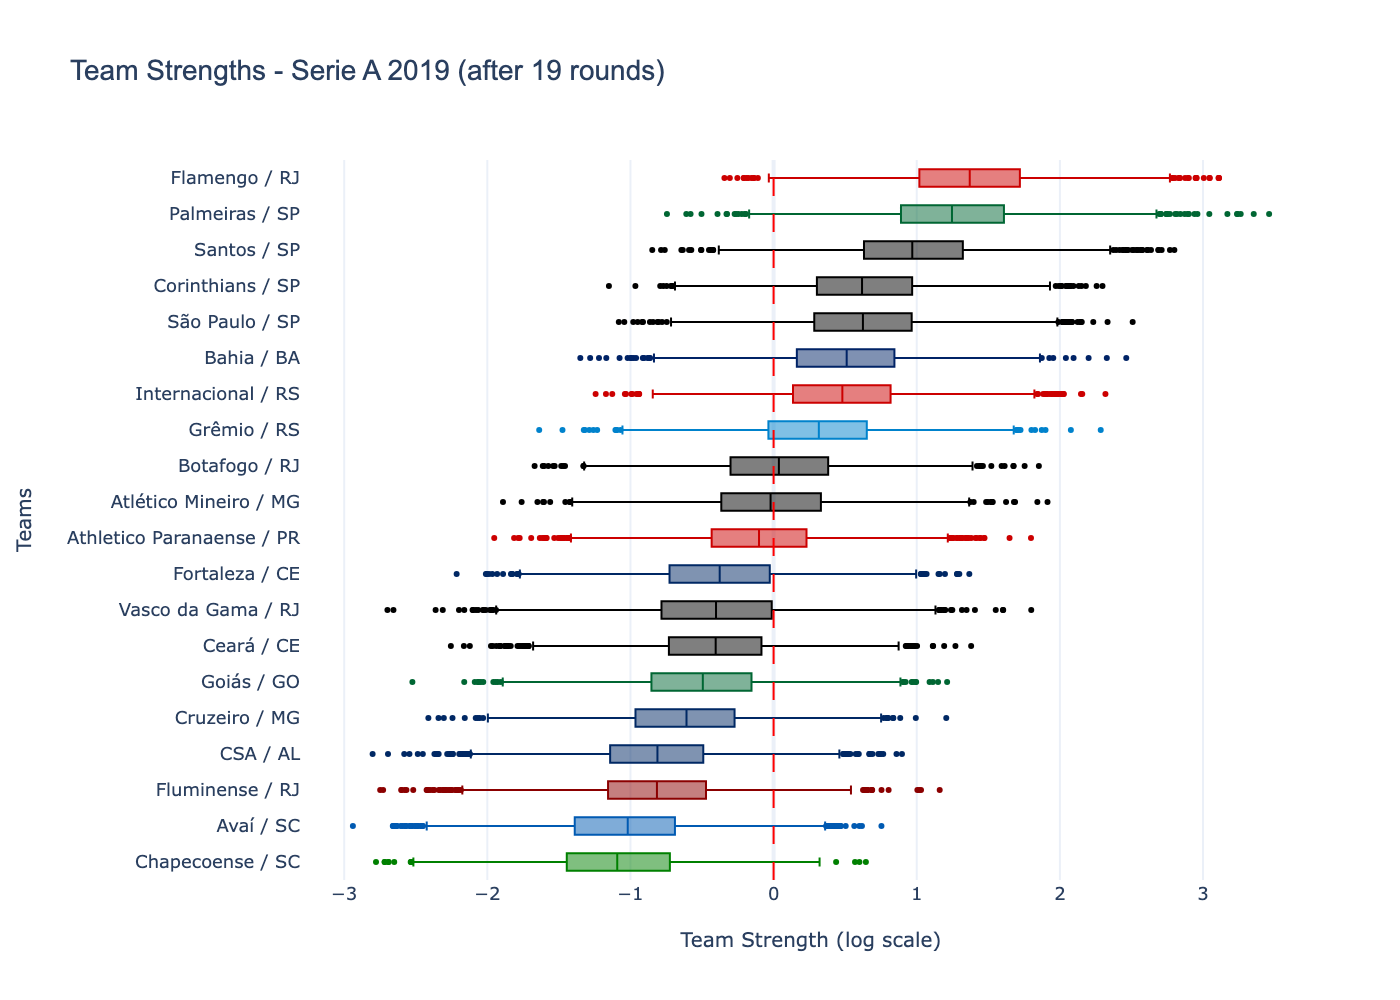 Team Strengths - Serie A 2019 (after 19 rounds)
Flamengo / RJ
Palmeiras / SP
Santos / SP
Corinthians / SP
São Paulo / SP
Bahia / BA
Internacional / RS
Grêmio / RS
Botafogo / RJ
Atlético Mineiro / MG
Athletico Paranaense / PR
Fortaleza / CE
Vasco da Gama / RJ
Ceará / CE
Goiás / GO
Cruzeiro / MG
CSA / AL
Fluminense / RJ
Avaí / SC
Chapecoense / SC
Teams
−3 −2 −1 0 1 2 3
Team Strength (log scale)